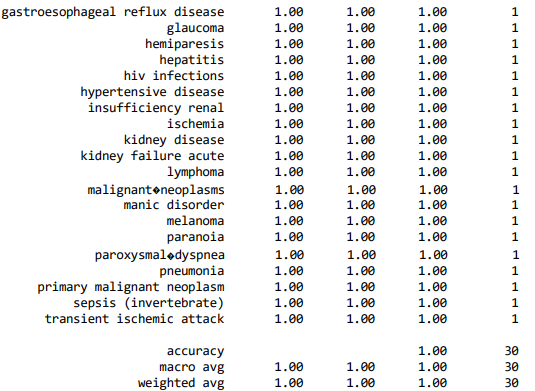 gastroesophageal reflux disease 1.00 1.00 1.00 1
glaucoma 1.00 1.00 1.00 1
hemiparesis 1.00 1.00 1.00 1
hepatitis 1.00 1.00 1.00 1
hiv infections 1.00 1.00 1.00 1
hypertensive disease 1.00 1.00 1.00 1
insufficiency renal 1.00 1.00 1.00 1
ischemia 1.00 1.00 1.00 1
kidney disease 1.00 1.00 1.00 1
kidney failure acute 1.00 1.00 1.00 1
lymphoma 1.00 1.00 1.00 1
malignant�neoplasms 1.00 1.00 1.00 1
manic disorder 1.00 1.00 1.00 1
melanoma 1.00 1.00 1.00 1
paranoia 1.00 1.00 1.00 1
paroxysmal�dyspnea 1.00 1.00 1.00 1
pneumonia 1.00 1.00 1.00 1
primary malignant neoplasm 1.00 1.00 1.00 1
sepsis (invertebrate) 1.00 1.00 1.00 1
transient ischemic attack 1.00 1.00 1.00 1
accuracy 1.00 30
macro avg 1.00 1.00 1.00 30
weighted avg 1.00 1.00 1.00 30